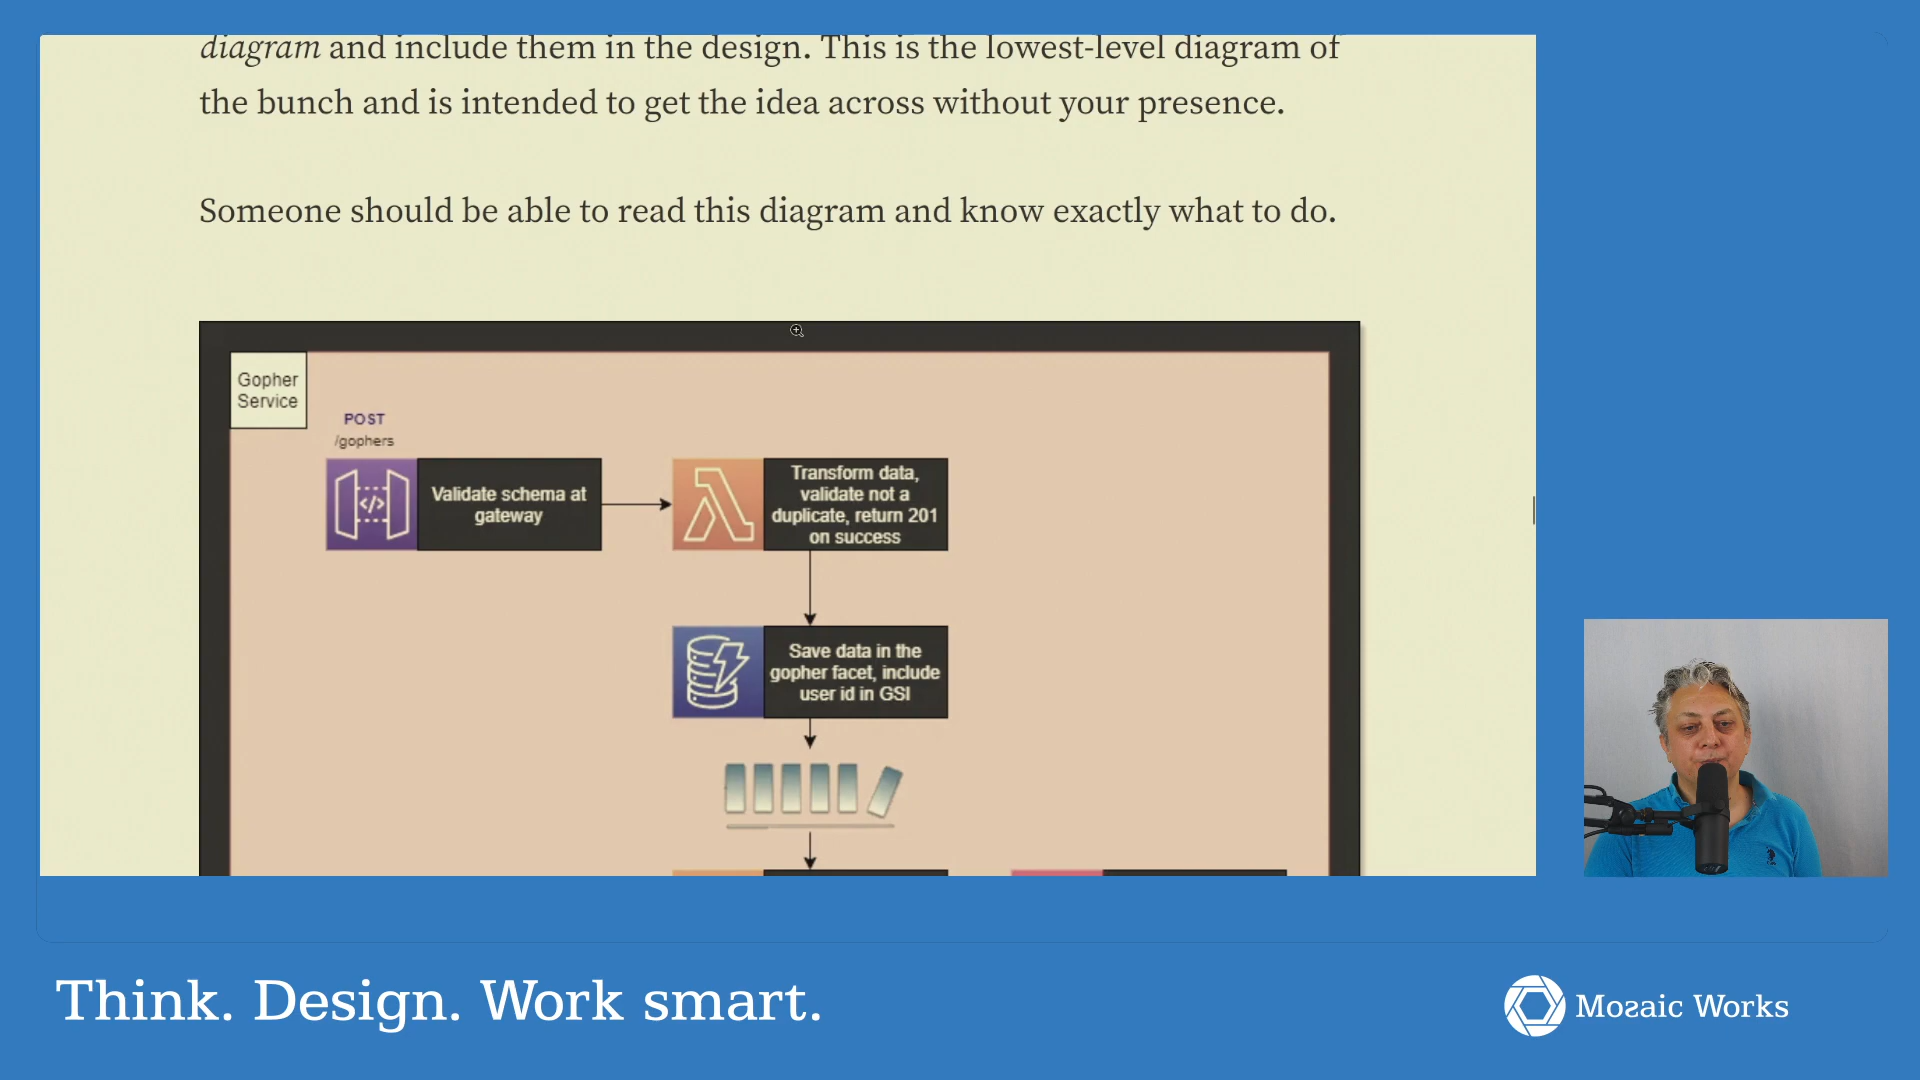 diagram and include them in the design. This is the lowest-level diagram of
the bunch and is intended to get the idea across without your presence.
Someone should be able to read this diagram and know exactly what to do.
Gopher
Service
POST
/gophers
Validate schema at
gateway
Transform data,
validate not a
duplicate, return 201
on success
Save data in the
gopher facet, include
user id in GSI
Think. Design. Work smart.
Mozaic Works